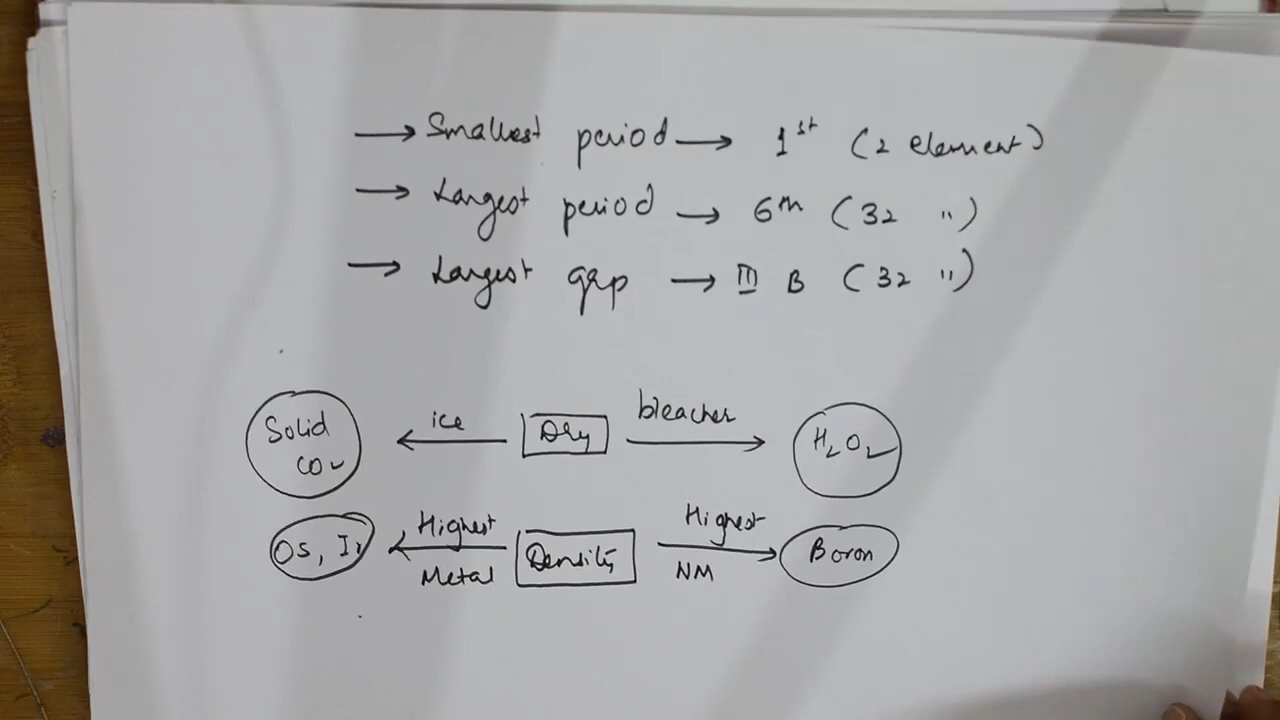 → Smallest period → 1st (2 element)
→ Largest period → 6th (32 ")
→ Largest grp → III B (32 ")
Solid CO2 ← ice Dry bleacher → H2O2
Os, Ir ← Highest Metal Density Highest NM → Boron